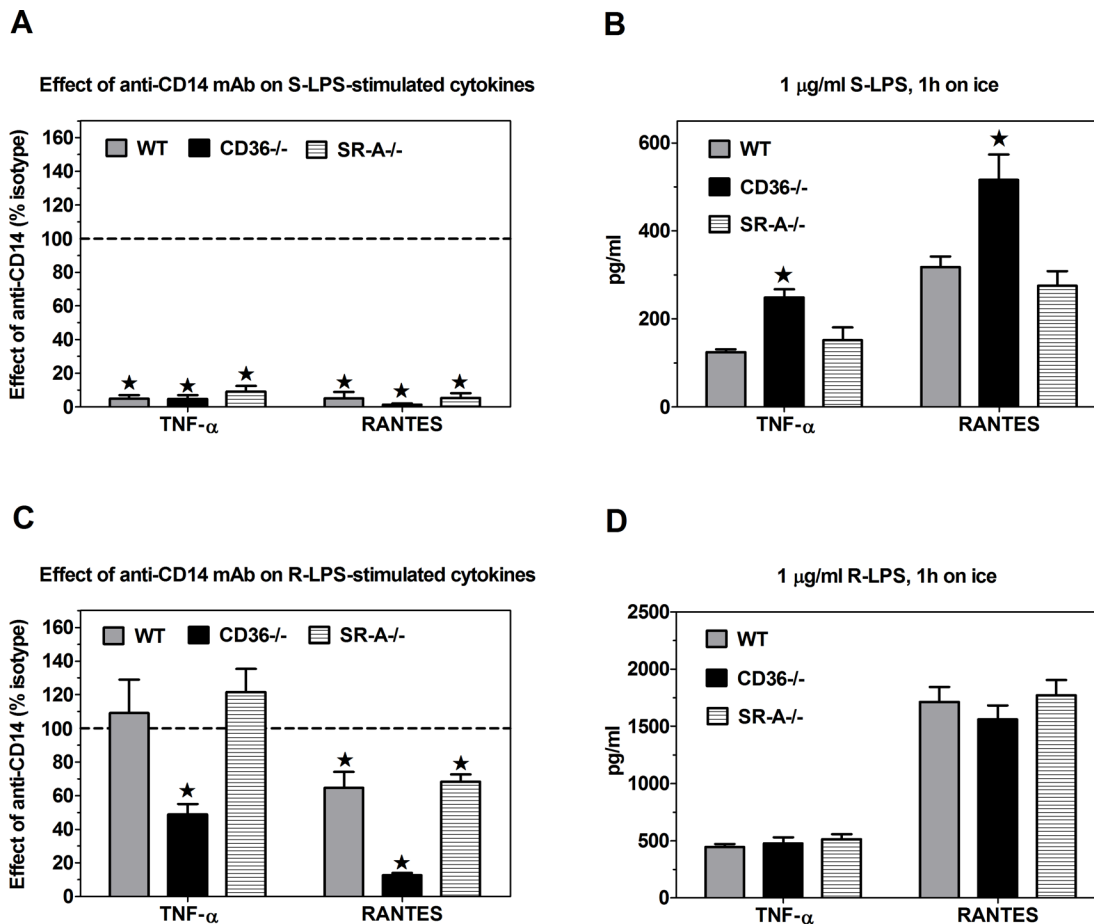 A
Effect of anti-CD14 mAb on S-LPS-stimulated cytokines
Effect of anti-CD14 (% isotype)
160
140
120
100
80
60
40
20
0
WT
CD36-/-
SR-A-/-
TNF-α
RANTES
B
1 μg/ml S-LPS, 1h on ice
pg/ml
600
400
200
0
WT
CD36-/-
SR-A-/-
TNF-α
RANTES
C
Effect of anti-CD14 mAb on R-LPS-stimulated cytokines
Effect of anti-CD14 (% isotype)
160
140
120
100
80
60
40
20
0
WT
CD36-/-
SR-A-/-
TNF-α
RANTES
D
1 μg/ml R-LPS, 1h on ice
pg/ml
2500
2000
1500
1000
500
0
WT
CD36-/-
SR-A-/-
TNF-α
RANTES